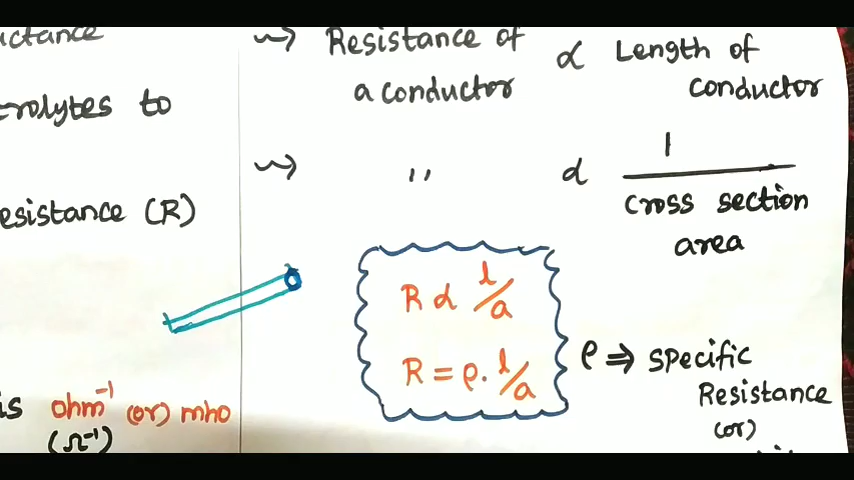 uctance
rolytes to
esistance (R)
is ohm⁻¹ (or) mho
(Ω⁻¹)
⇝ Resistance of a conductor ∝ Length of conductor
⇝ " ∝ 1 / cross section area
R ∝ l/a
R = ρ. l/a
ρ ⇒ specific
Resistance
(or)